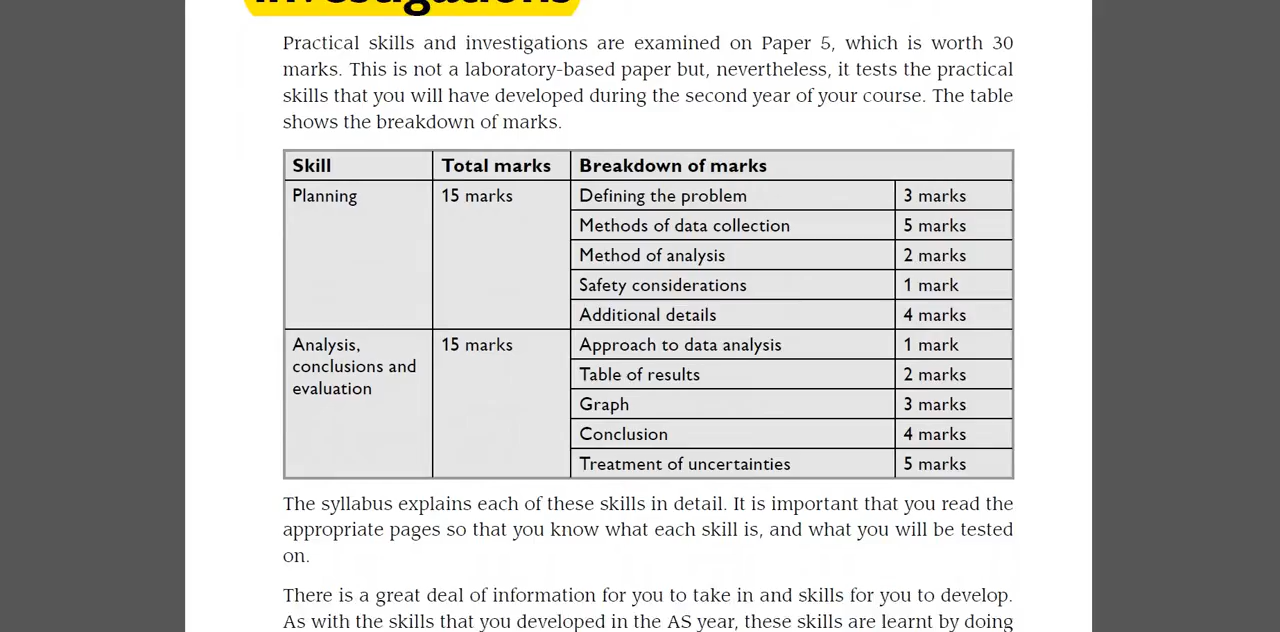 Investigations
Practical skills and investigations are examined on Paper 5, which is worth 30
marks. This is not a laboratory-based paper but, nevertheless, it tests the practical
skills that you will have developed during the second year of your course. The table
shows the breakdown of marks.
Skill Total marks Breakdown of marks
Planning 15 marks Defining the problem 3 marks
Methods of data collection 5 marks
Method of analysis 2 marks
Safety considerations 1 mark
Additional details 4 marks
Analysis, 15 marks Approach to data analysis 1 mark
conclusions and
evaluation
Table of results 2 marks
Graph 3 marks
Conclusion 4 marks
Treatment of uncertainties 5 marks
The syllabus explains each of these skills in detail. It is important that you read the
appropriate pages so that you know what each skill is, and what you will be tested
on.
There is a great deal of information for you to take in and skills for you to develop.
As with the skills that you developed in the AS year, these skills are learnt by doing